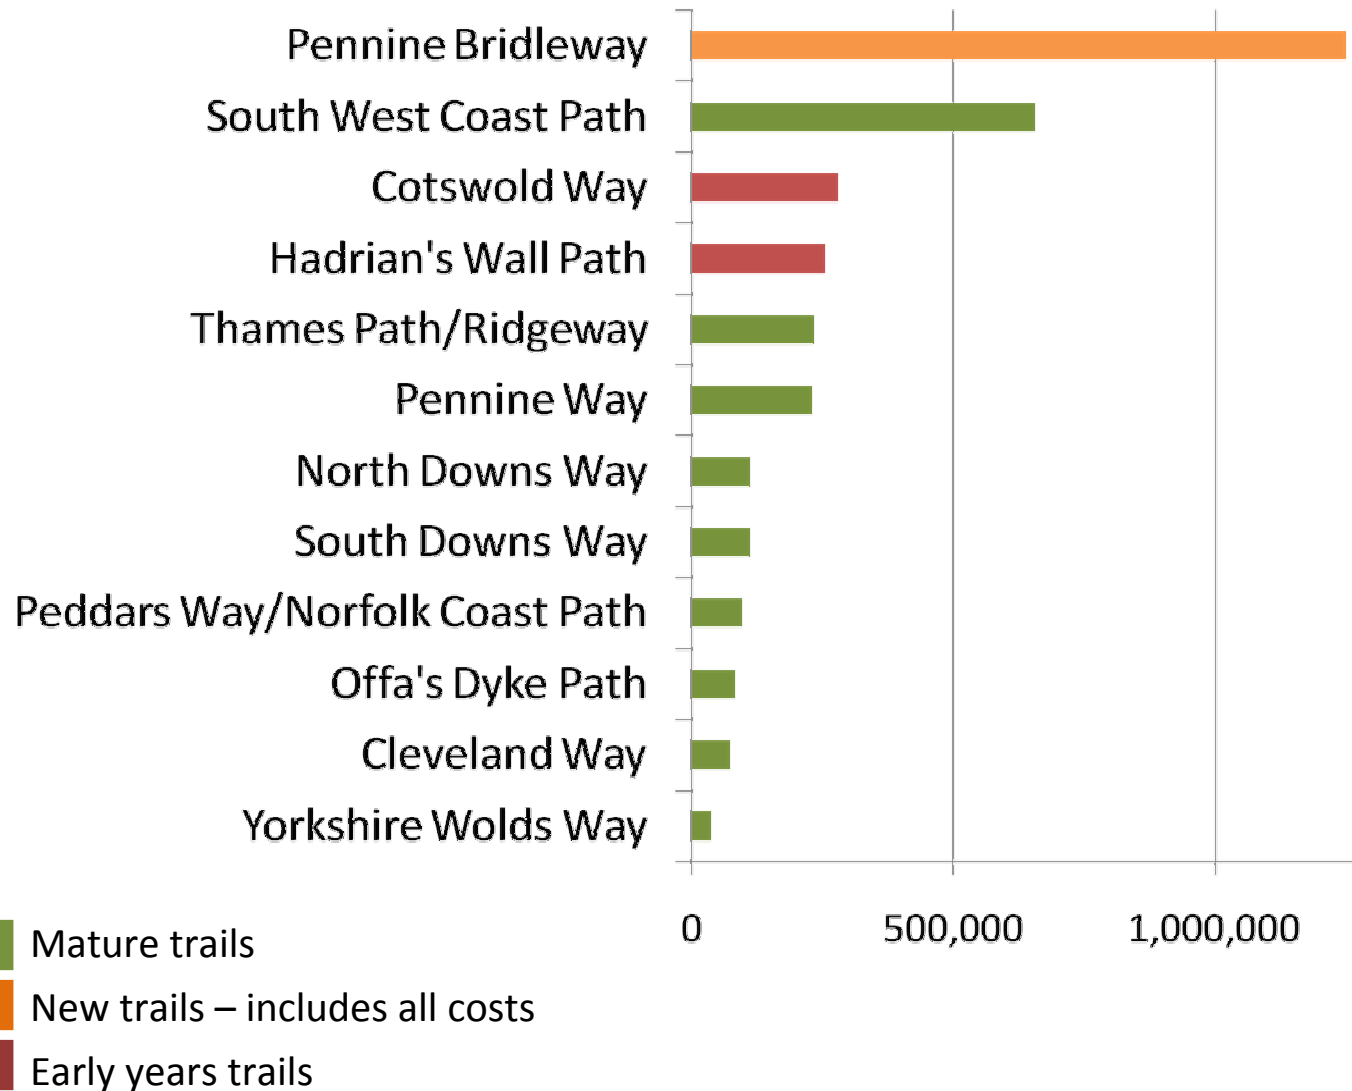 Pennine Bridleway
South West Coast Path
Cotswold Way
Hadrian's Wall Path
Thames Path/Ridgeway
Pennine Way
North Downs Way
South Downs Way
Peddars Way/Norfolk Coast Path
Offa's Dyke Path
Cleveland Way
Yorkshire Wolds Way
0 500,000 1,000,000
Mature trails
New trails – includes all costs
Early years trails